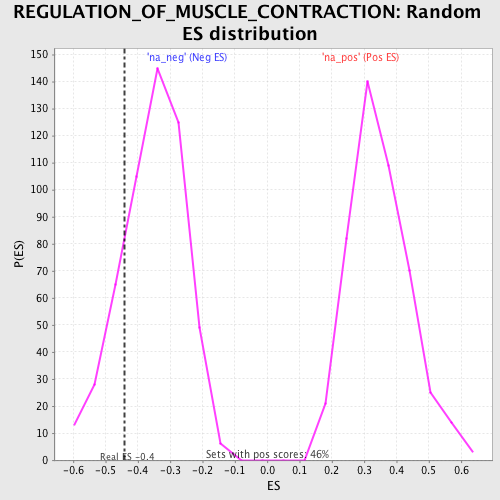 REGULATION_OF_MUSCLE_CONTRACTION: Random
ES distribution
'na_neg' (Neg ES) 'na_pos' (Pos ES)
150
140
130
120
110
100
90
80
70
60
50
40
30
20
10
0
P(ES)
Real ES -0.4 Sets with pos scores: 46%
-0.6 -0.5 -0.4 -0.3 -0.2 -0.1 0.0 0.1 0.2 0.3 0.4 0.5 0.6
ES